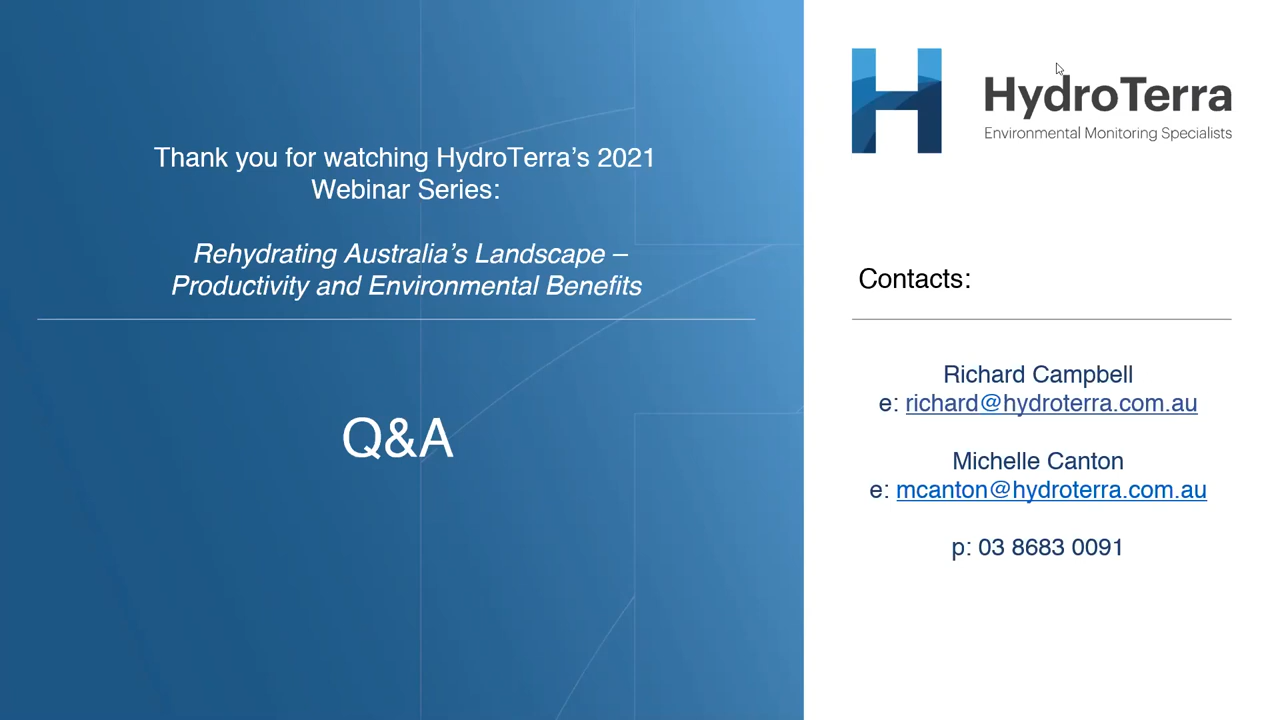 Thank you for watching HydroTerra's 2021
Webinar Series:
Rehydrating Australia's Landscape –
Productivity and Environmental Benefits
Q&A
HydroTerra
Environmental Monitoring Specialists
Contacts:
Richard Campbell
e: richard@hydroterra.com.au
Michelle Canton
e: mcanton@hydroterra.com.au
p: 03 8683 0091